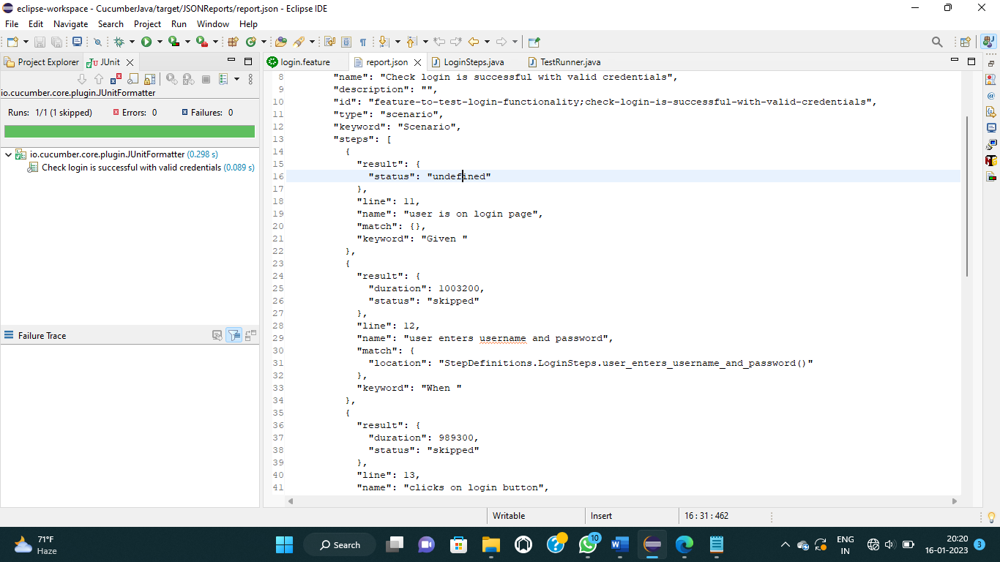 eclipse-workspace - CucumberJava/target/JSONReports/report.json - Eclipse IDE
File Edit Navigate Search Project Run Window Help
Project Explorer JUnit
login.feature report.json LoginSteps.java TestRunner.java
io.cucumber.core.plugin.JUnitFormatter
Runs: 1/1 (1 skipped) Errors: 0 Failures: 0
io.cucumber.core.plugin.JUnitFormatter (0.298 s)
Check login is successful with valid credentials (0.089 s)
Failure Trace
8 "name": "Check login is successful with valid credentials",
9 "description": "",
10 "id": "feature-to-test-login-functionality;check-login-is-successful-with-valid-credentials",
11 "type": "scenario",
12 "keyword": "Scenario",
13 "steps": [
14 {
15 "result": {
16 "status": "undefined"
17 },
18 "line": 11,
19 "name": "user is on login page",
20 "match": {},
21 "keyword": "Given "
22 },
23 {
24 "result": {
25 "duration": 1003200,
26 "status": "skipped"
27 },
28 "line": 12,
29 "name": "user enters username and password",
30 "match": {
31 "location": "StepDefinitions.LoginSteps.user_enters_username_and_password()"
32 },
33 "keyword": "When "
34 },
35 {
36 "result": {
37 "duration": 989300,
38 "status": "skipped"
39 },
40 "line": 13,
41 "name": "clicks on login button",
Writable Insert 16 : 31 : 462
71°F
Haze
Search
10
ENG
IN
20:20
16-01-2023
3